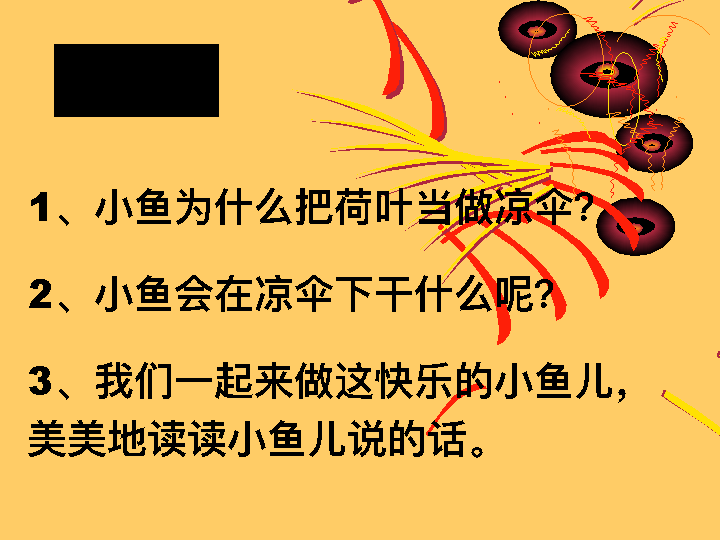 1、小鱼为什么把荷叶当做凉伞?
2、小鱼会在凉伞下干什么呢?
3、我们一起来做这快乐的小鱼儿，
美美地读读小鱼儿说的话。